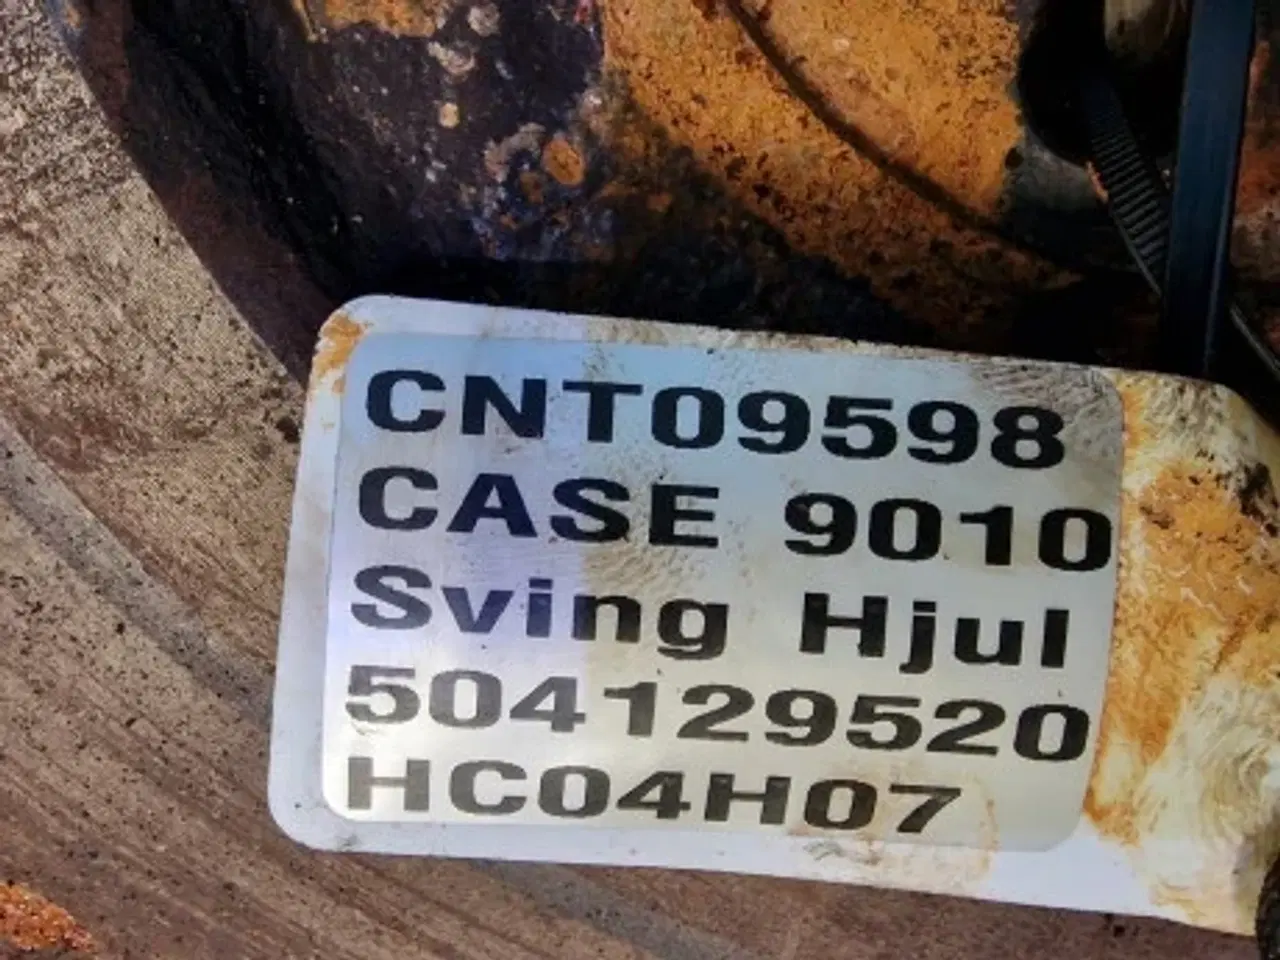 CNT09598
CASE 9010
Sving Hjul
504129520
HC04H07